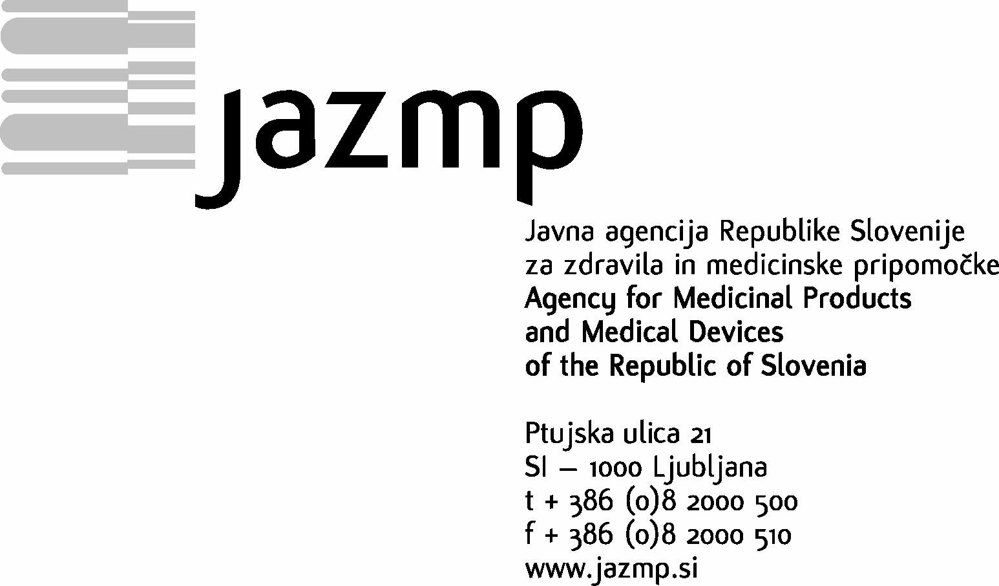 jazmp
Javna agencija Republike Slovenije
za zdravila in medicinske pripomočke
Agency for Medicinal Products
and Medical Devices
of the Republic of Slovenia
Ptujska ulica 21
SI – 1000 Ljubljana
t + 386 (0)8 2000 500
f + 386 (0)8 2000 510
www.jazmp.si